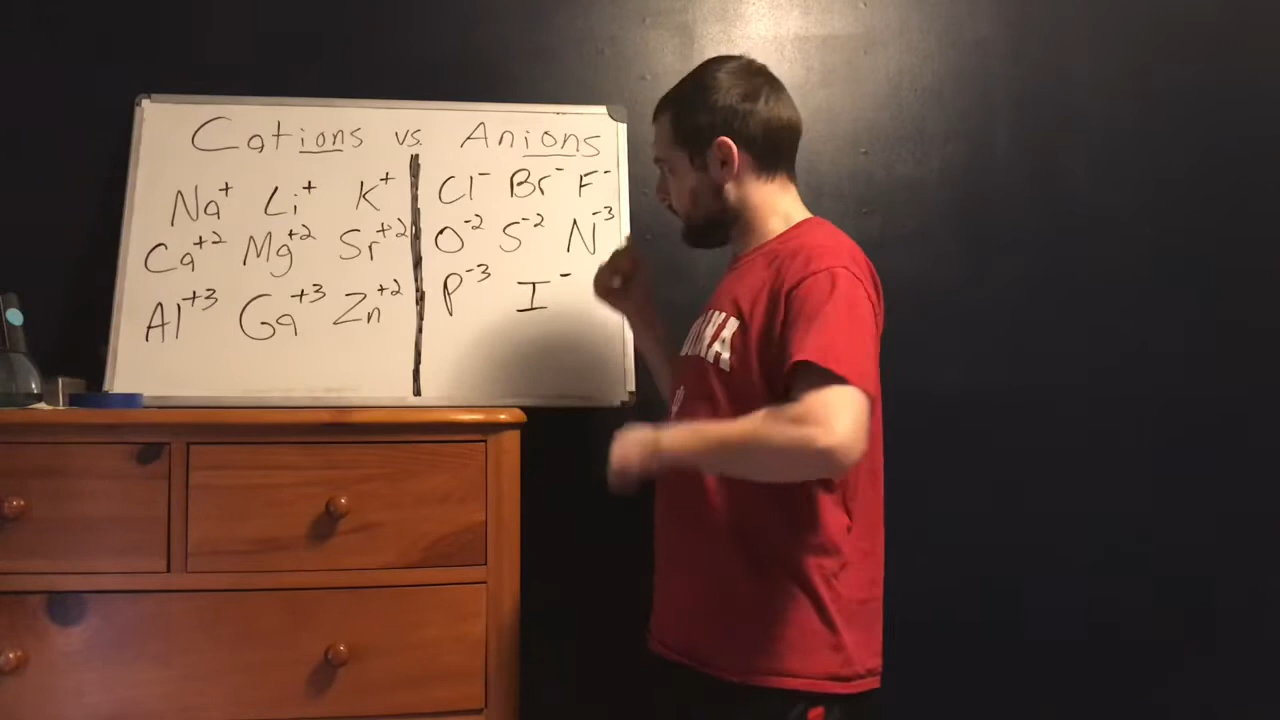 Cations vs. Anions
Na⁺ Li⁺ K⁺ Cl⁻ Br⁻ F⁻
Ca⁺² Mg⁺² Sr⁺² O⁻² S⁻² N⁻³
Al⁺³ Ga⁺³ Zn⁺² P⁻³ I⁻